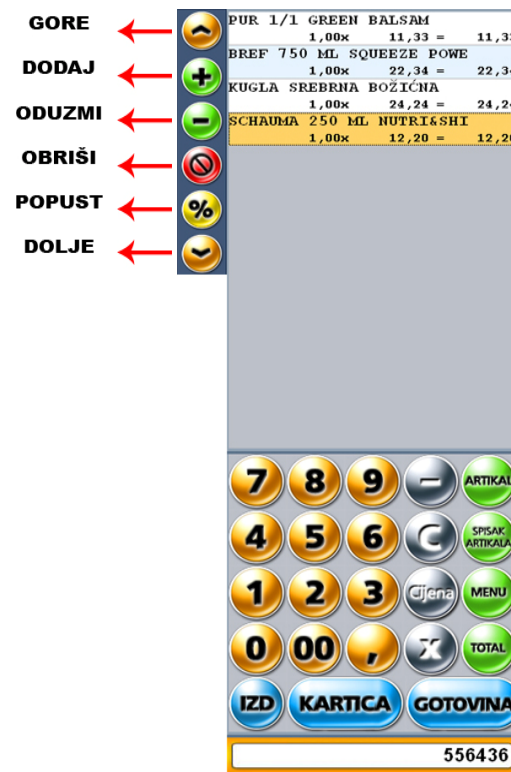 GORE
DODAJ
ODUZMI
OBRIŠI
POPUST
%
DOLJE
PUR 1/1 GREEN BALSAM
1,00x 11,33 = 11,33
BREF 750 ML SQUEEZE POWE
1,00x 22,34 = 22,34
KUGLA SREBRNA BOŽIĆNA
1,00x 24,24 = 24,24
SCHAUMA 250 ML NUTRI&SHI
1,00x 12,20 = 12,20
7 8 9 - ARTIKAL
4 5 6 C SPISAK ARTIKALA
1 2 3 Cijena MENU
0 00 , X TOTAL
IZD KARTICA GOTOVINA
556436